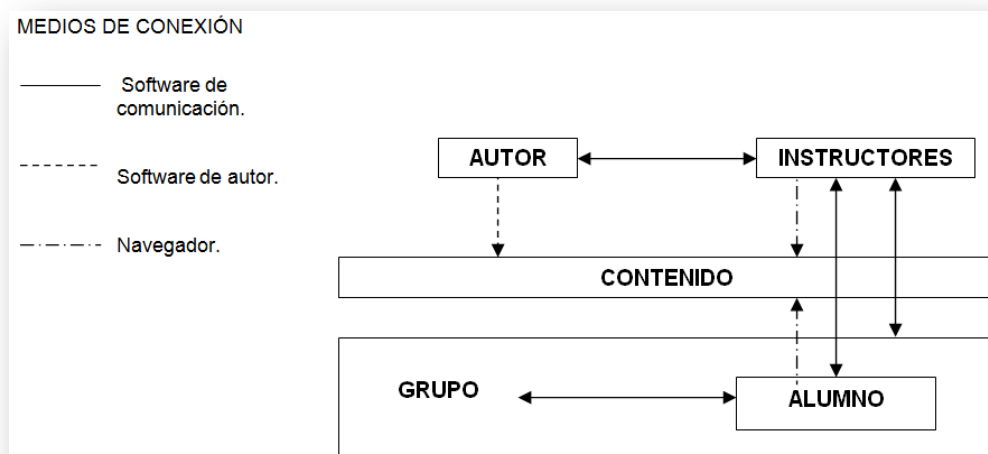 MEDIOS DE CONEXIÓN
Software de
comunicación.
Software de autor.
Navegador.
AUTOR
INSTRUCTORES
CONTENIDO
GRUPO
ALUMNO